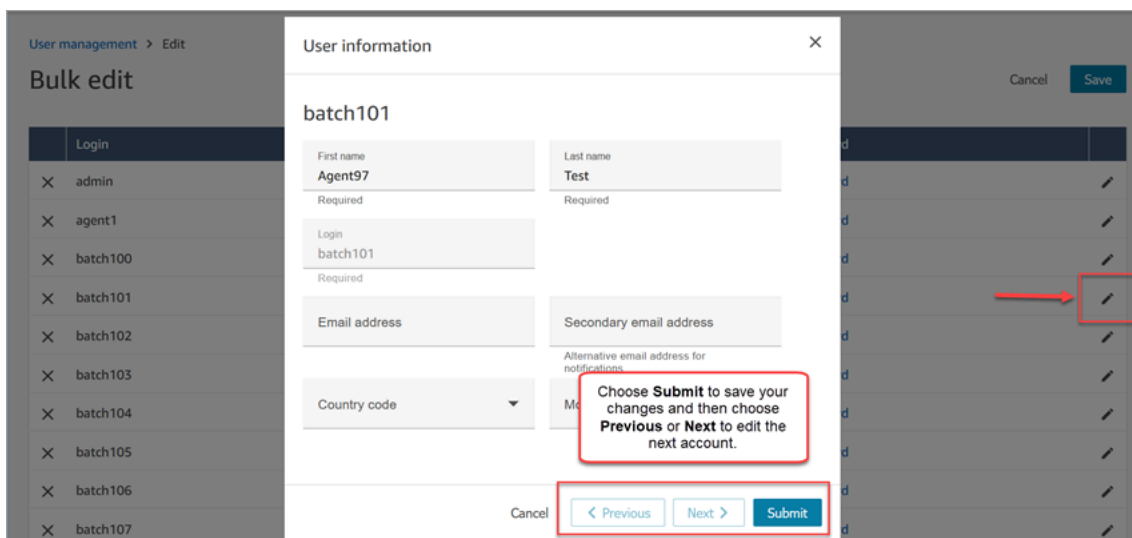 User management > Edit
Bulk edit
Cancel
Save
Login
d
admin
d
agent1
d
batch100
d
batch101
d
batch102
d
batch103
d
batch104
d
batch105
d
batch106
d
batch107
d
User information
batch101
First name
Agent97
Required
Last name
Test
Required
Login
batch101
Required
Email address
Secondary email address
Alternative email address for
notifications
Country code
Choose Submit to save your
changes and then choose
Previous or Next to edit the
next account.
Cancel
< Previous
Next >
Submit